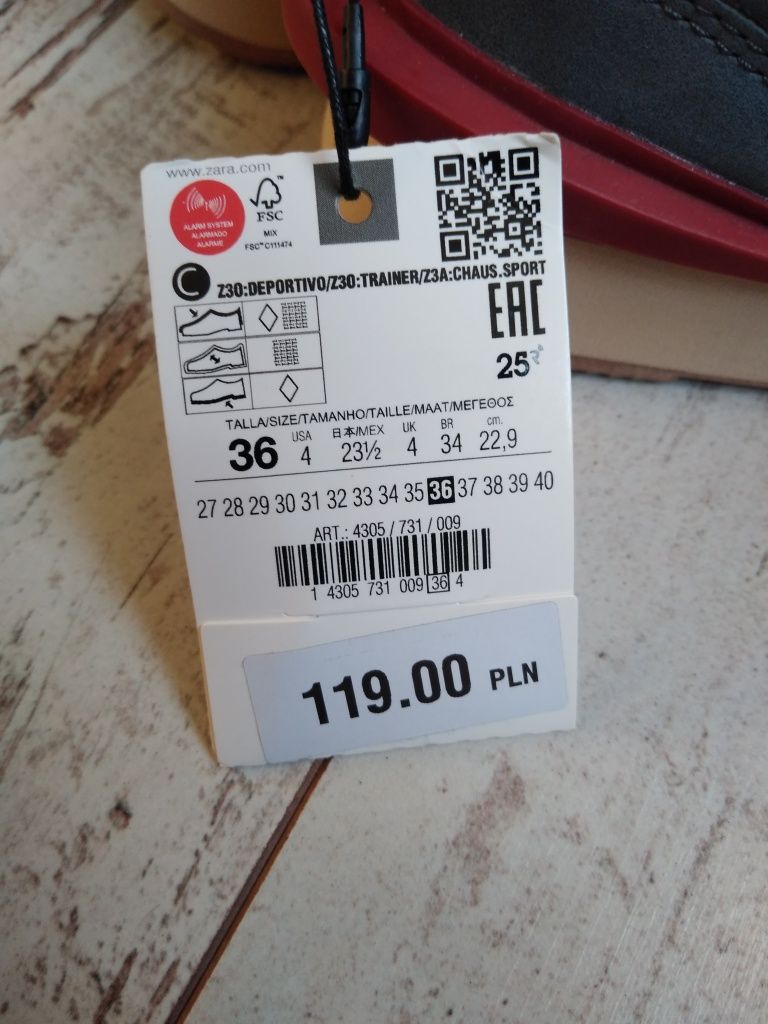 www.zara.com
ALARM SYSTEM
ALARMADO
ALARME
FSC™
MIX
FSC™ C111474
C Z30:DEPORTIVO/Z30:TRAINER/Z3A:CHAUS.SPORT
EAC
25
TALLA/SIZE/TAMANHO/TAILLE/MAAT/ΜΕΓΕΘΟΣ
USA 日本/MEX UK BR cm.
36 4 23½ 4 34 22,9
27 28 29 30 31 32 33 34 35 36 37 38 39 40
ART.: 4305 / 731 / 009
1 4305 731 009 36 4
119.00 PLN